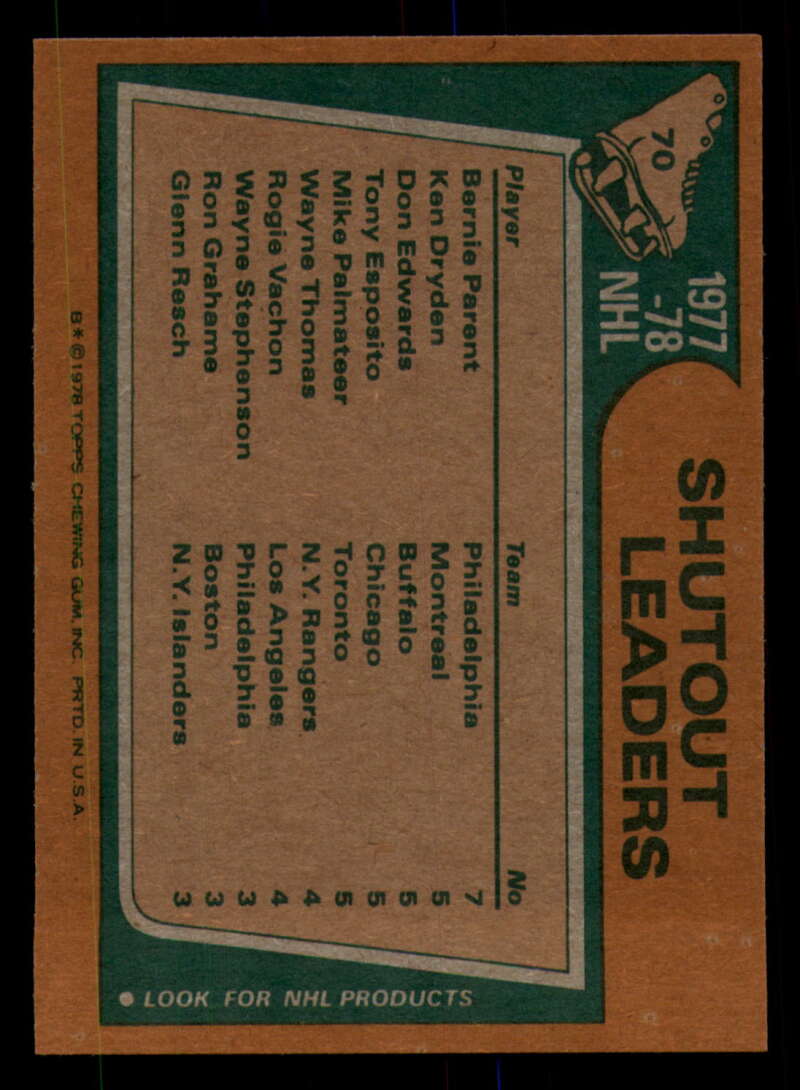 70
1977
-78
NHL
SHUTOUT
LEADERS
Player Team No
Bernie Parent Philadelphia 7
Ken Dryden Montreal 5
Don Edwards Buffalo 5
Tony Esposito Chicago 5
Mike Palmateer Toronto 5
Wayne Thomas N.Y. Rangers 4
Rogie Vachon Los Angeles 4
Wayne Stephenson Philadelphia 3
Ron Grahame Boston 3
Glenn Resch N.Y. Islanders 3
● LOOK FOR NHL PRODUCTS
B*©1978 TOPPS CHEWING GUM, INC. PRTD. IN U.S.A.